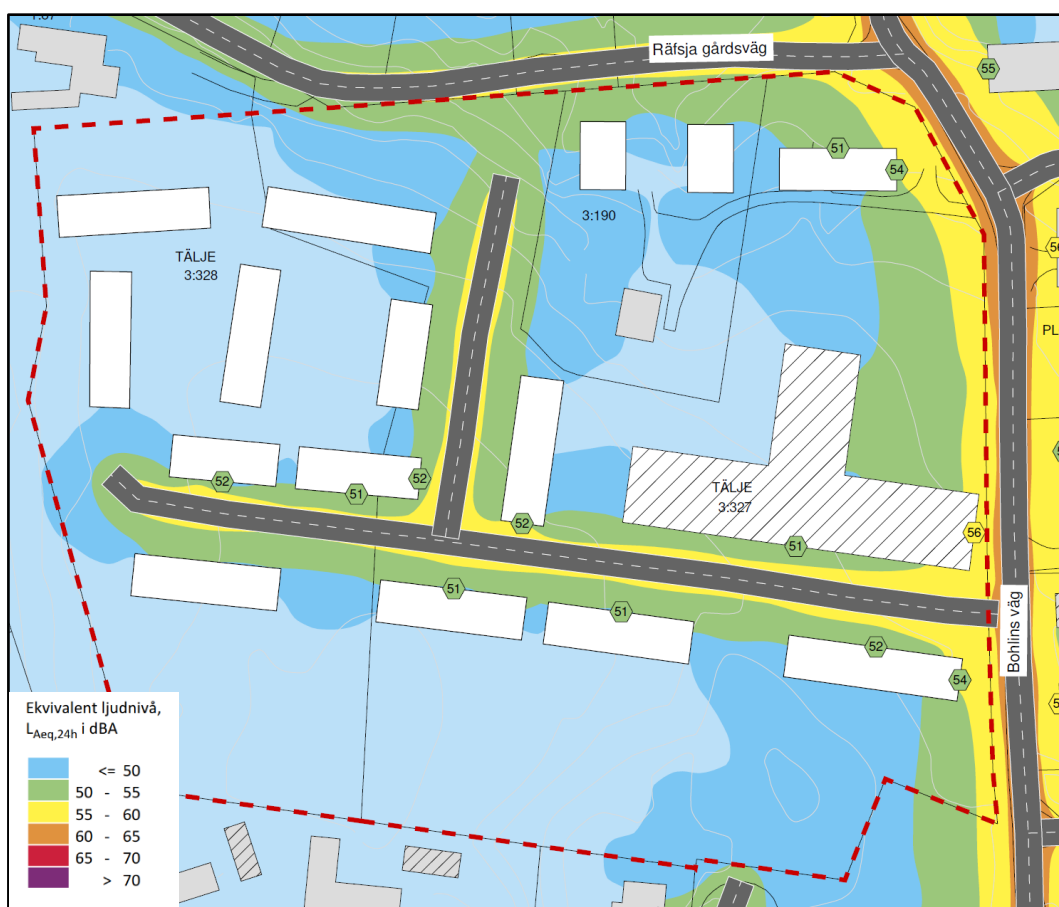 Räfsja gårdsväg
55
51
54
3:190
TÄLJE
3:328
PL
52
51
52
52
TÄLJE
3:327
51
56
51
51
52
54
Bohlins väg
Ekvivalent ljudnivå,
LAeq,24h i dBA
<= 50
50 - 55
55 - 60
60 - 65
65 - 70
> 70